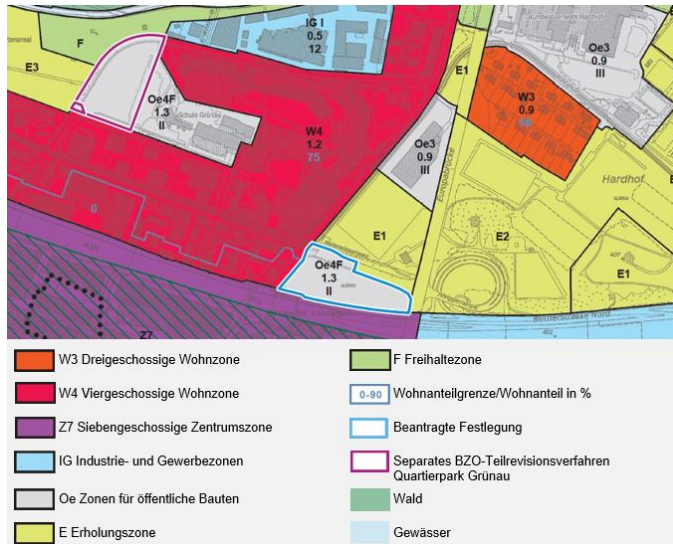 IG I
0.5
12
F
E3
Oe4F
1.3
II
Schule Grünau
W4
1.2
75
E1
Oe3
0.9
III
W3
0.9
Oe3
0.9
III
Europabrücke
Hardhof
E1
E2
E1
0
Oe4F
1.3
II
Z7
W3 Dreigeschossige Wohnzone
W4 Viergeschossige Wohnzone
Z7 Siebengeschossige Zentrumszone
IG Industrie- und Gewerbezonen
Oe Zonen für öffentliche Bauten
E Erholungszone
F Freihaltezone
0-90 Wohnanteilgrenze/Wohnanteil in %
Beantragte Festlegung
Separates BZO-Teilrevisionsverfahren
Quartierpark Grünau
Wald
Gewässer